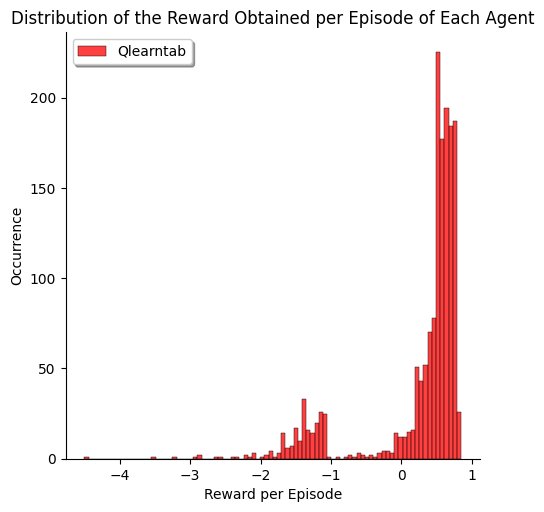 Distribution of the Reward Obtained per Episode of Each Agent
Qlearntab
Occurrence
200
150
100
50
0
−4
−3
−2
−1
0
1
Reward per Episode